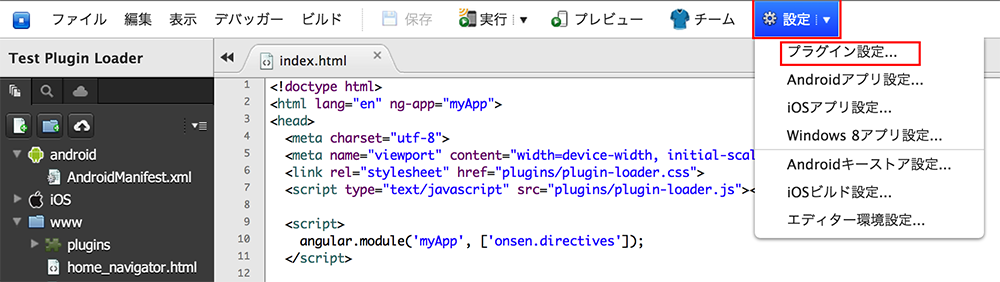 ファイル 編集 表示 デバッガー ビルド 保存 実行 プレビュー チーム 設定
プラグイン設定...
Androidアプリ設定...
iOSアプリ設定...
Windows 8アプリ設定...
Androidキーストア設定...
iOSビルド設定...
エディター環境設定...
Test Plugin Loader
android
AndroidManifest.xml
iOS
www
plugins
home_navigator.html
index.html
1 <!doctype html>
2 <html lang="en" ng-app="myApp">
3 <head>
4 <meta charset="utf-8">
5 <meta name="viewport" content="width=device-width, initial-scal
6 <link rel="stylesheet" href="plugins/plugin-loader.css">
7 <script type="text/javascript" src="plugins/plugin-loader.js"><
8
9 <script>
10 angular.module('myApp', ['onsen.directives']);
11 </script>
12